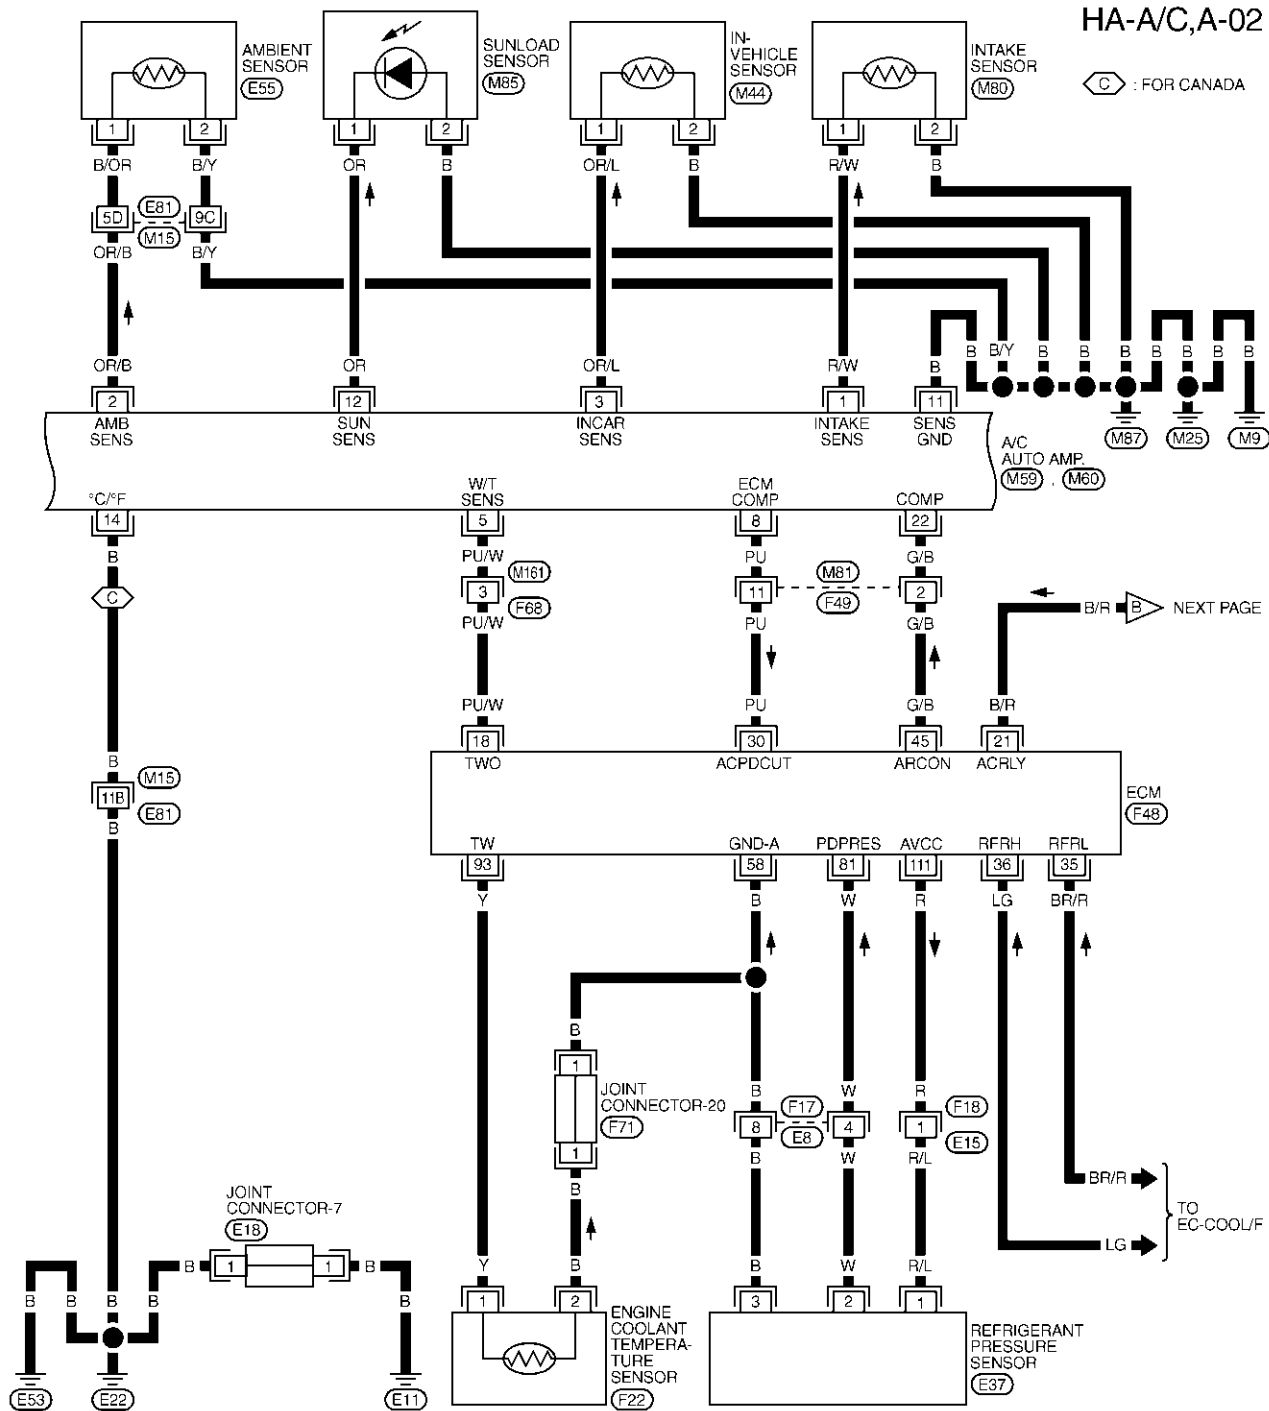 HA-A/C,A-02
AMBIENT
SENSOR
E55
SUNLOAD
SENSOR
M85
IN-
VEHICLE
SENSOR
M44
INTAKE
SENSOR
M80
C : FOR CANADA
1 2 1 2 1 2 1 2
B/OR B/Y OR B OR/L B R/W B
5D E81 9C
M15
OR/B B/Y
OR/B OR OR/L R/W B B B/Y B B B B B B B
2 12 3 1 11
AMB
SENS
SUN
SENS
INCAR
SENS
INTAKE
SENS
SENS
GND
M87 M25 M9
A/C
AUTO AMP.
M59 , M60
°C/°F
W/T
SENS
ECM
COMP
COMP
14 5 8 22
B PU/W PU G/B
C 3 M161 11 M81 2
F68 F49
PU/W PU G/B
B/R B NEXT PAGE
PU/W PU G/B B/R
18 30 45 21
TWO ACPDCUT ARCON ACRLY
B
11B M15
E81
B
ECM
F48
TW GND-A PDPRES AVCC RFRH RFRL
93 58 81 111 36 35
Y B W R LG BR/R
B
1
JOINT
CONNECTOR-20
F71
1
B
B W R
8 F17 4 1 F18
E8 E15
B W R/L
BR/R
LG
TO
EC-COOL/F
JOINT
CONNECTOR-7
E18
B 1 1 B
B B B B B
E53 E22 E11
Y B B W R/L
1 2 3 2 1
ENGINE
COOLANT
TEMPERA-
TURE
SENSOR
F22
REFRIGERANT
PRESSURE
SENSOR
E37